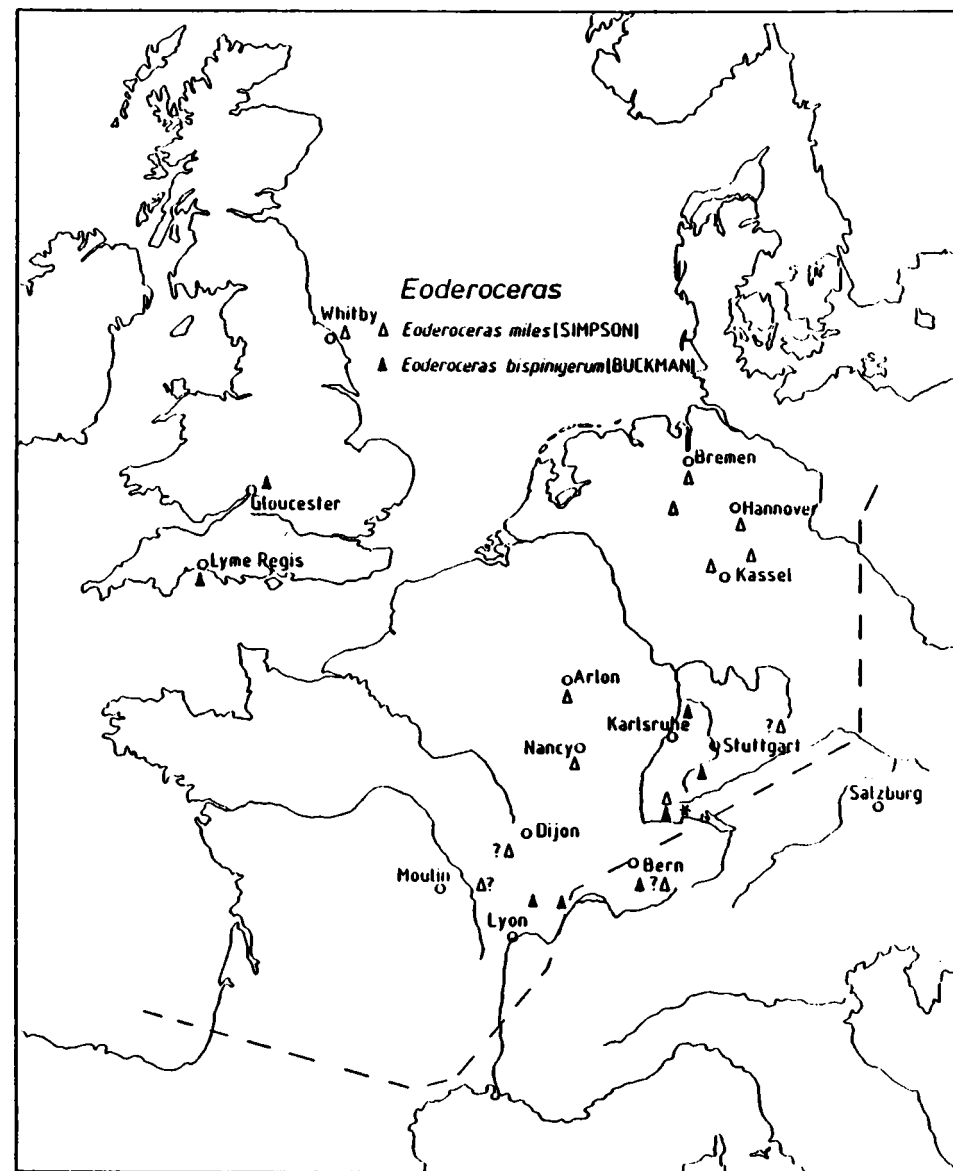 Eoderoceras
Whitby
Eoderoceras miles [SIMPSON]
Eoderoceras bispinigerum [BUCKMAN]
Bremen
Gloucester
Hannover
Lyme Regis
Kassel
Arlon
Karlsruhe
?
Nancy
Stuttgart
Salzburg
Dijon
?
Bern
Moulin
?
?
Lyon